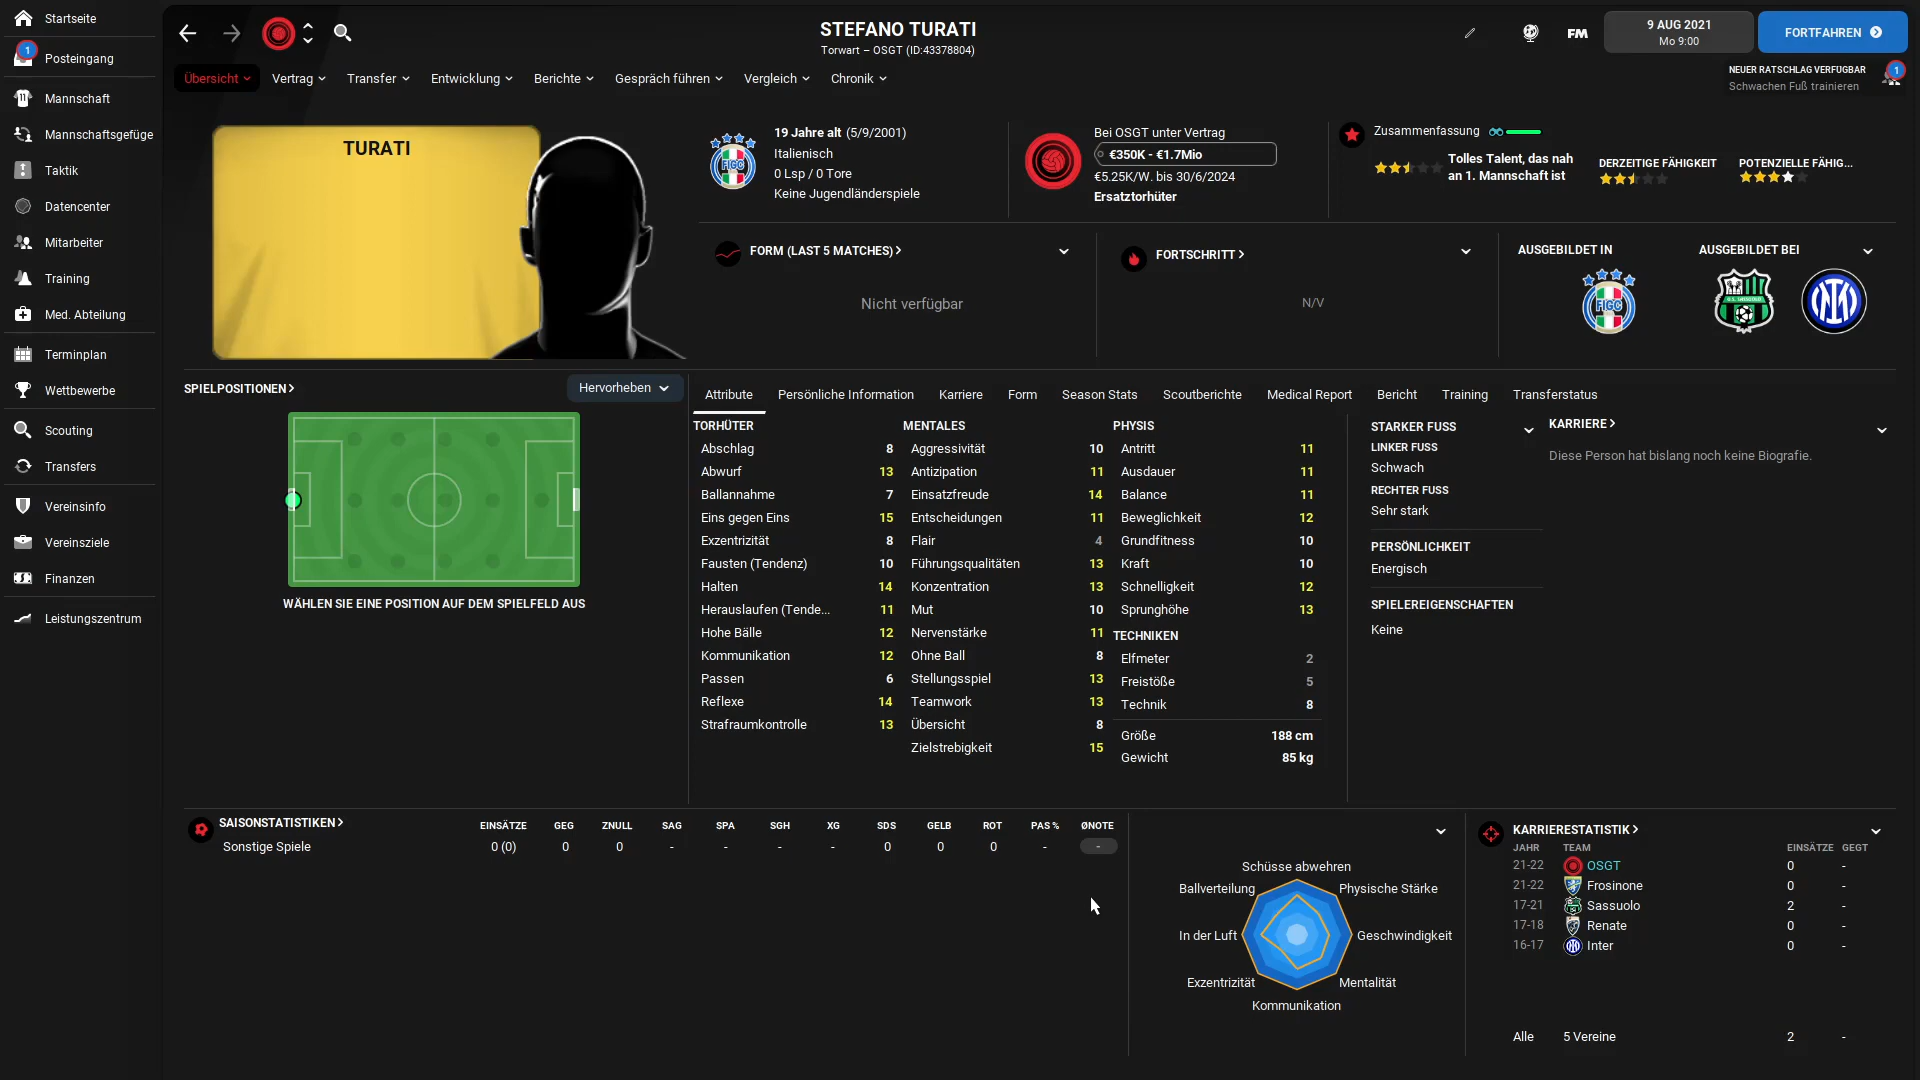 Startseite
1
Posteingang
Mannschaft
Mannschaftsgefüge
Taktik
Datencenter
Mitarbeiter
Training
Med. Abteilung
Terminplan
Wettbewerbe
Scouting
Transfers
Vereinsinfo
Vereinsziele
Finanzen
Leistungszentrum
STEFANO TURATI
Torwart – OSGT (ID:43378804)
FM
9 AUG 2021
Mo 9:00
FORTFAHREN
Übersicht Vertrag Transfer Entwicklung Berichte Gespräch führen Vergleich Chronik
NEUER RATSCHLAG VERFÜGBAR
Schwachen Fuß trainieren
1
TURATI
19 Jahre alt (5/9/2001)
Italienisch
0 Lsp / 0 Tore
Keine Jugendländerspiele
FIGC
Bei OSGT unter Vertrag
€350K - €1.7Mio
€5.25K/W. bis 30/6/2024
Ersatztorhüter
Zusammenfassung
Tolles Talent, das nah
an 1. Mannschaft ist
DERZEITIGE FÄHIGKEIT
POTENZIELLE FÄHIG...
FORM (LAST 5 MATCHES)
Nicht verfügbar
FORTSCHRITT
N/V
AUSGEBILDET IN
FIGC
AUSGEBILDET BEI
SPIELPOSITIONEN
Hervorheben
WÄHLEN SIE EINE POSITION AUF DEM SPIELFELD AUS
Attribute Persönliche Information Karriere Form Season Stats Scoutberichte Medical Report Bericht Training Transferstatus
TORHÜTER
Abschlag 8
Abwurf 13
Ballannahme 7
Eins gegen Eins 15
Exzentrizität 8
Fausten (Tendenz) 10
Halten 14
Herauslaufen (Tende... 11
Hohe Bälle 12
Kommunikation 12
Passen 6
Reflexe 14
Strafraumkontrolle 13
MENTALES
Aggressivität 10
Antizipation 11
Einsatzfreude 14
Entscheidungen 11
Flair 4
Führungsqualitäten 13
Konzentration 13
Mut 10
Nervenstärke 11
Ohne Ball 8
Stellungsspiel 13
Teamwork 13
Übersicht 8
Zielstrebigkeit 15
PHYSIS
Antritt 11
Ausdauer 11
Balance 11
Beweglichkeit 12
Grundfitness 10
Kraft 10
Schnelligkeit 12
Sprunghöhe 13
TECHNIKEN
Elfmeter 2
Freistöße 5
Technik 8
Größe 188 cm
Gewicht 85 kg
STARKER FUSS
LINKER FUSS
Schwach
RECHTER FUSS
Sehr stark
PERSÖNLICHKEIT
Energisch
SPIELEREIGENSCHAFTEN
Keine
KARRIERE
Diese Person hat bislang noch keine Biografie.
SAISONSTATISTIKEN
EINSÄTZE GEG ZNULL SAG SPA SGH XG SDS GELB ROT PAS % ØNOTE
Sonstige Spiele 0 (0) 0 0 - - - - 0 0 0 - -
Schüsse abwehren
Ballverteilung
Physische Stärke
In der Luft
Geschwindigkeit
Exzentrizität
Mentalität
Kommunikation
KARRIERESTATISTIK
JAHR TEAM EINSÄTZE GEGT
21-22 OSGT 0 -
21-22 Frosinone 0 -
17-21 Sassuolo 2 -
17-18 Renate 0 -
16-17 Inter 0 -
Alle 5 Vereine 2 -